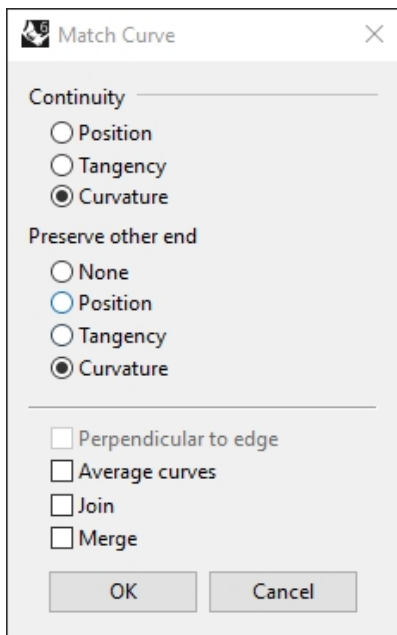 Match Curve
Continuity
Position
Tangency
Curvature
Preserve other end
None
Position
Tangency
Curvature
Perpendicular to edge
Average curves
Join
Merge
OK Cancel